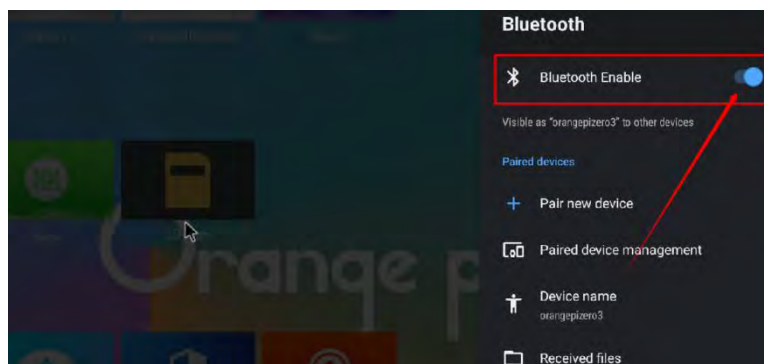 Bluetooth
Bluetooth Enable
Visible as "orangepizero3" to other devices
Paired devices
Pair new device
Paired device management
Device name
orangepizero3
Received files
Orange p